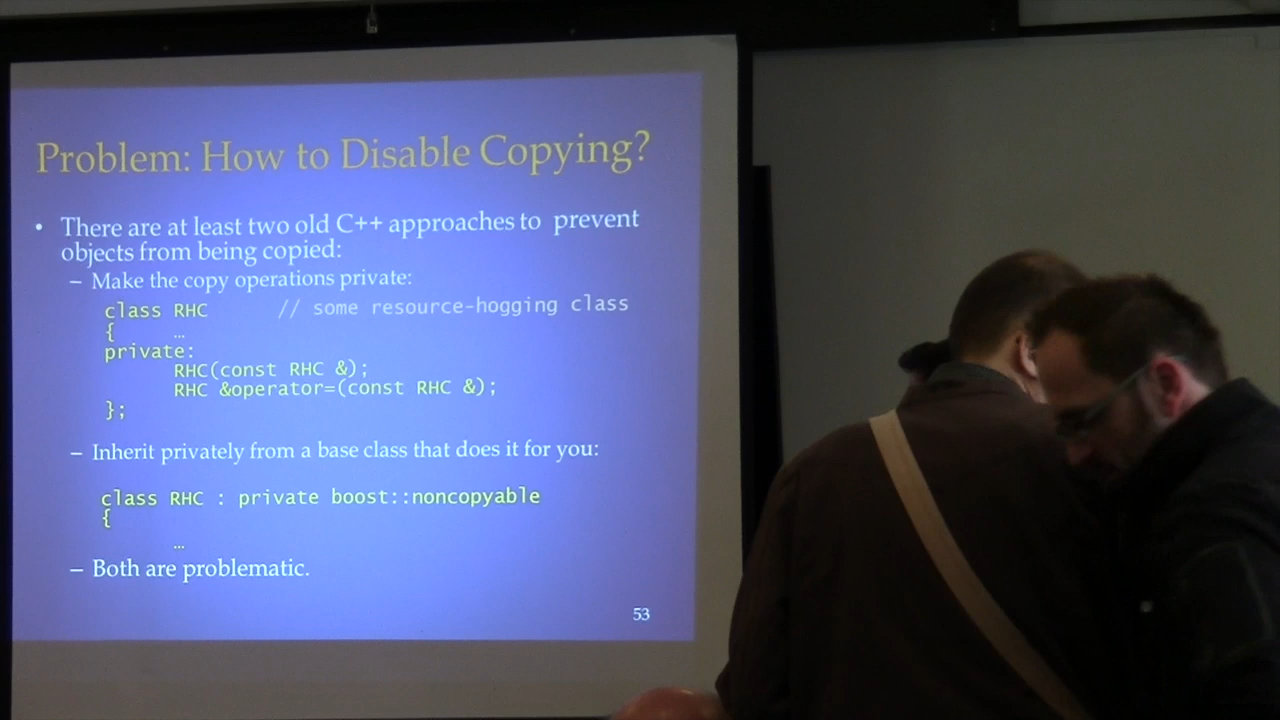 Problem: How to Disable Copying?
• There are at least two old C++ approaches to prevent
objects from being copied:
– Make the copy operations private:
class RHC // some resource-hogging class
{ …
private:
RHC(const RHC &);
RHC &operator=(const RHC &);
};
– Inherit privately from a base class that does it for you:
class RHC : private boost::noncopyable
{
…
– Both are problematic.
53